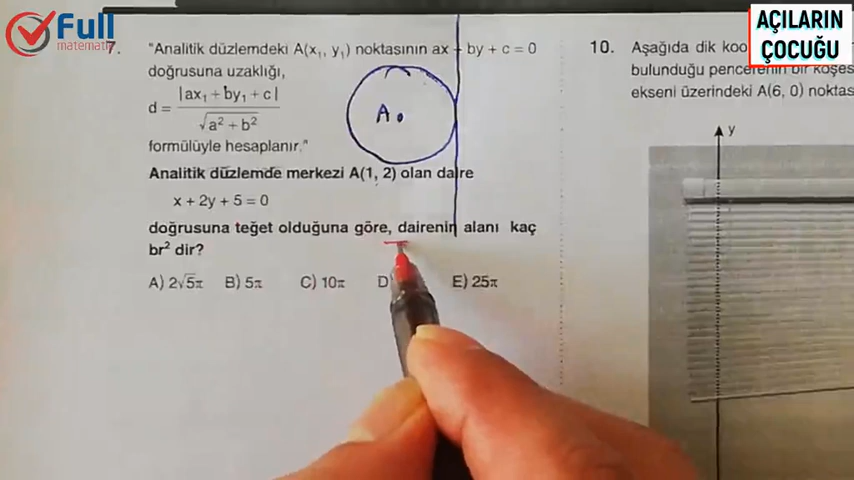 Full
matematik
AÇILARIN
ÇOCUĞU
7. "Analitik düzlemdeki A(x₁, y₁) noktasının ax + by + c = 0
doğrusuna uzaklığı,
d = |ax₁ + by₁ + c| / √(a² + b²)
formülüyle hesaplanır."
A
Analitik düzlemde merkezi A(1, 2) olan daire
x + 2y + 5 = 0
doğrusuna teğet olduğuna göre, dairenin alanı kaç
br² dir?
A) 2√5π B) 5π C) 10π D E) 25π
10. Aşağıda dik koo
bulunduğu pencerenin bir köşes
ekseni üzerindeki A(6, 0) noktas
y